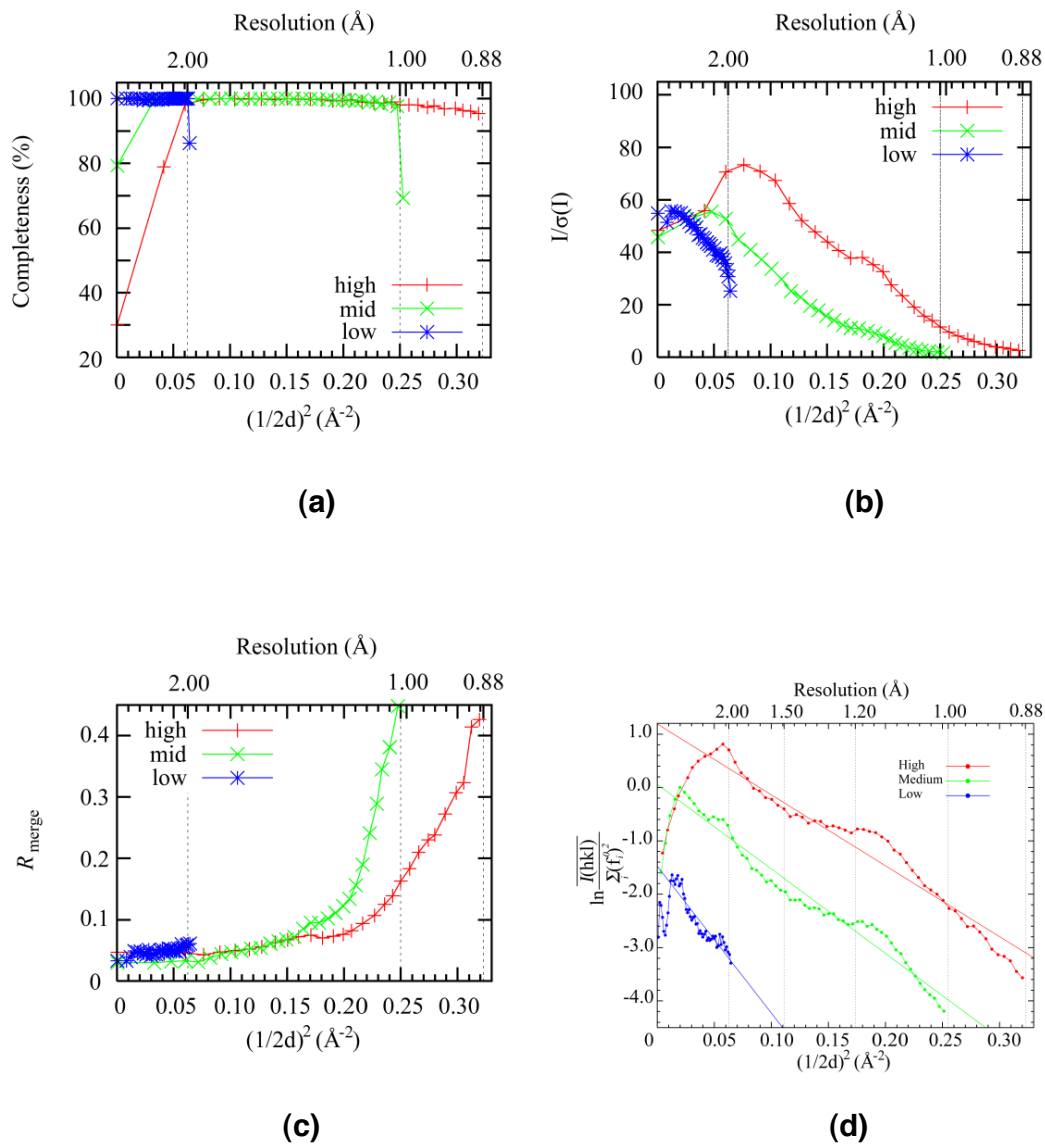 Resolution (Å)
2.00 1.00 0.88
Completeness (%)
100
80
60
40
20
high
mid
low
0 0.05 0.10 0.15 0.20 0.25 0.30
(1/2d)² (Å⁻²)
(a)
Resolution (Å)
2.00 1.00 0.88
I/σ(I)
100
80
60
40
20
0
high
mid
low
0 0.05 0.10 0.15 0.20 0.25 0.30
(1/2d)² (Å⁻²)
(b)
Resolution (Å)
2.00 1.00 0.88
R merge
0.4
0.3
0.2
0.1
0
high
mid
low
0 0.05 0.10 0.15 0.20 0.25 0.30
(1/2d)² (Å⁻²)
(c)
Resolution (Å)
2.00 1.50 1.20 1.00 0.88
1.0
0.0
-1.0
-2.0
-3.0
-4.0
High
Medium
Low
0 0.05 0.10 0.15 0.20 0.25 0.30
(1/2d)² (Å⁻²)
(d)